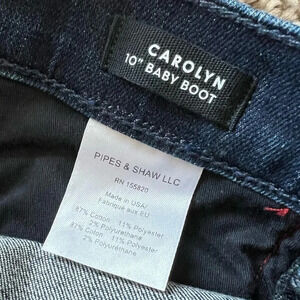 CAROLYN
10" BABY BOOT
PIPES & SHAW LLC
RN 155820
Made in USA/
Fabriqué aux EU
87% Cotton 11% Polyester
2% Polyurethane
87% Coton 11% Polyester
2% Polyuréthane